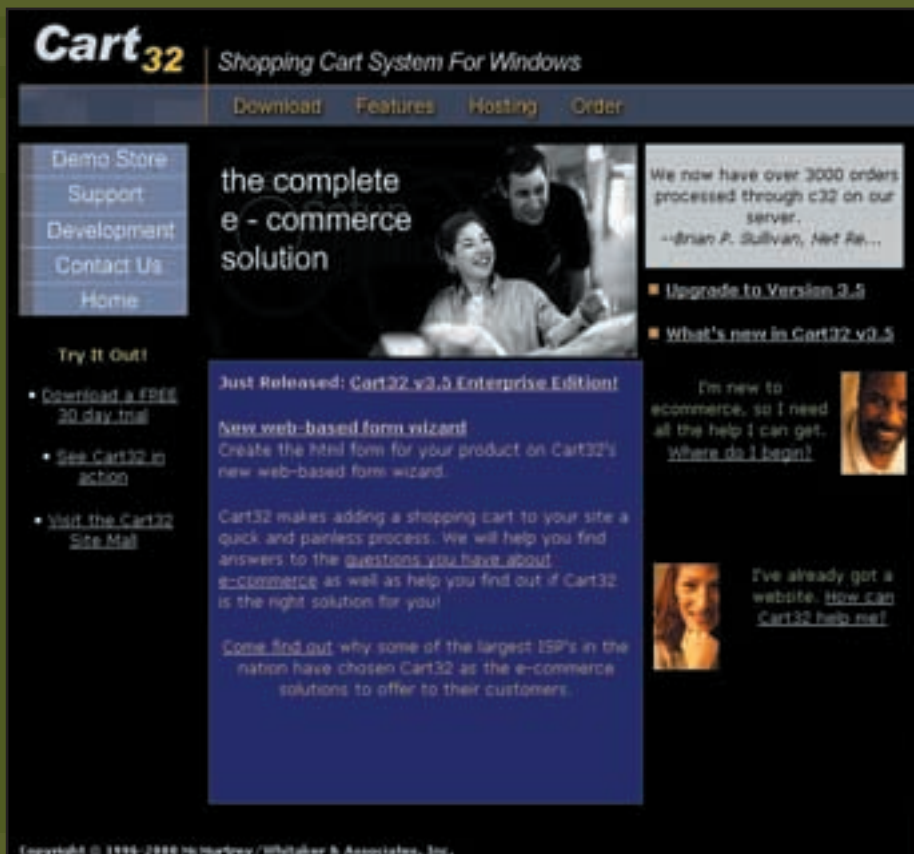 Cart32
Shopping Cart System For Windows
Download Features Hosting Order
Demo Store
Support
Development
Contact Us
Home
Try It Out!
• Download a FREE
30 day trial
• See Cart32 in
action
• Visit the Cart32
Site Mall
the complete
e - commerce
solution
Just Released: Cart32 v3.5 Enterprise Edition!
New web-based form wizard
Create the html form for your product on Cart32's
new web-based form wizard.
Cart32 makes adding a shopping cart to your site a
quick and painless process. We will help you find
answers to the questions you have about
e-commerce as well as help you find out if Cart32
is the right solution for you!
Come find out why some of the largest ISP's in the
nation have chosen Cart32 as the e-commerce
solutions to offer to their customers.
We now have over 3000 orders
processed through c32 on our
server.
--Brian P. Sullivan, Net Re...
Upgrade to Version 3.5
What's new in Cart32 v3.5
I'm new to
ecommerce, so I need
all the help I can get.
Where do I begin?
I've already got a
website. How can
Cart32 help me?
Copyright © 1996-2000 /Whitaker & Associates, Inc.